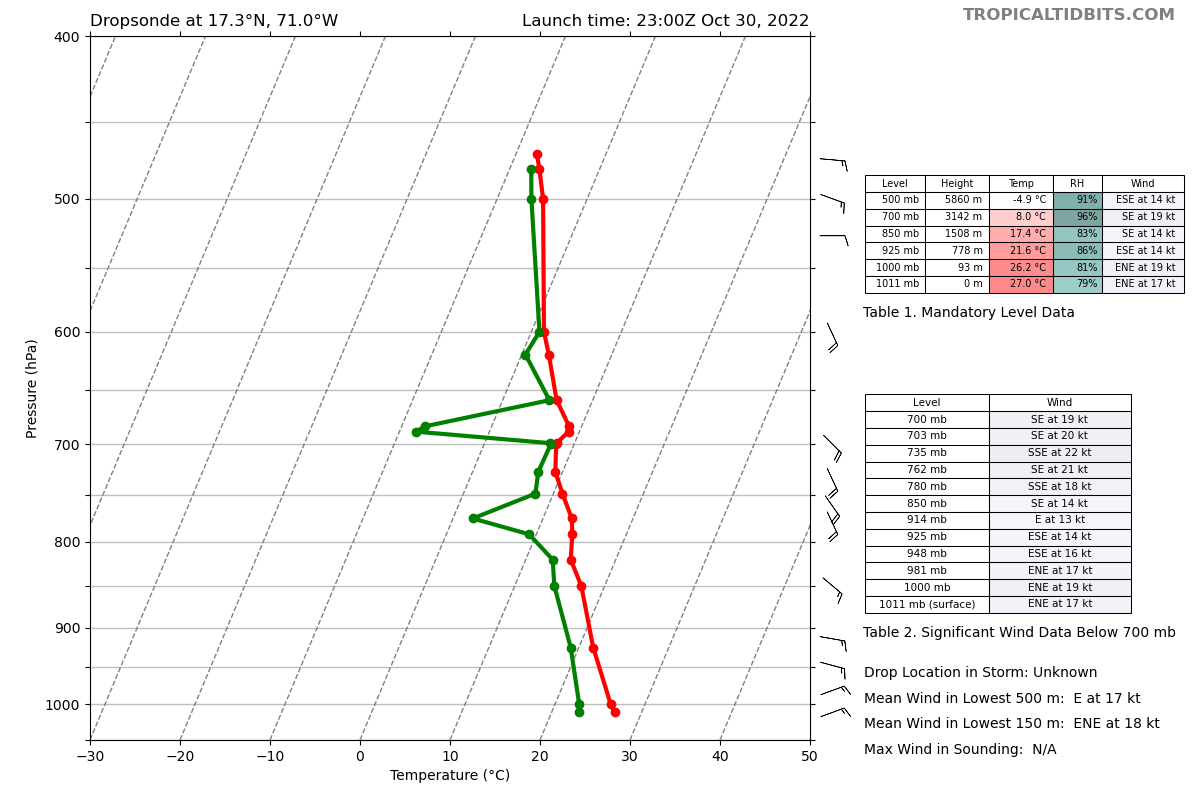 Dropsonde at 17.3°N, 71.0°W
Launch time: 23:00Z Oct 30, 2022
TROPICALTIDBITS.COM
400
500
600
700
800
900
1000
Pressure (hPa)
−30 −20 −10 0 10 20 30 40 50
Temperature (°C)
Level Height Temp RH Wind
500 mb 5860 m -4.9 °C 91% ESE at 14 kt
700 mb 3142 m 8.0 °C 96% SE at 19 kt
850 mb 1508 m 17.4 °C 83% SE at 14 kt
925 mb 778 m 21.6 °C 86% ESE at 14 kt
1000 mb 93 m 26.2 °C 81% ENE at 19 kt
1011 mb 0 m 27.0 °C 79% ENE at 17 kt
Table 1. Mandatory Level Data
Level Wind
700 mb SE at 19 kt
703 mb SE at 20 kt
735 mb SSE at 22 kt
762 mb SE at 21 kt
780 mb SSE at 18 kt
850 mb SE at 14 kt
914 mb E at 13 kt
925 mb ESE at 14 kt
948 mb ESE at 16 kt
981 mb ENE at 17 kt
1000 mb ENE at 19 kt
1011 mb (surface) ENE at 17 kt
Table 2. Significant Wind Data Below 700 mb
Drop Location in Storm: Unknown
Mean Wind in Lowest 500 m: E at 17 kt
Mean Wind in Lowest 150 m: ENE at 18 kt
Max Wind in Sounding: N/A